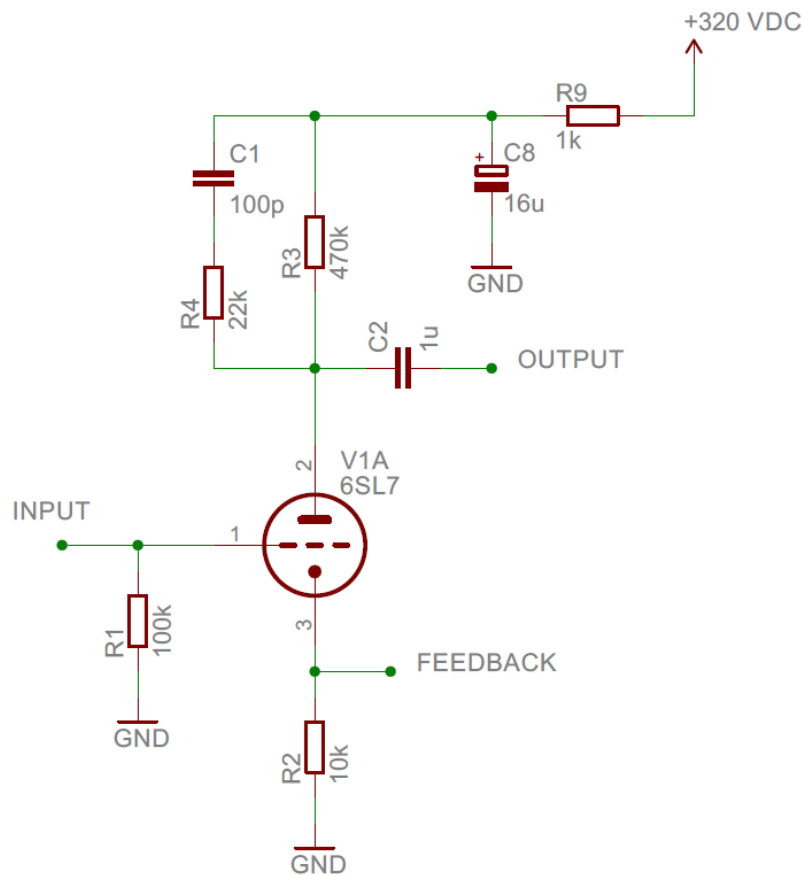 +320 VDC
R9
1k
C1
100p
+
C8
16u
R3
470k
GND
R4
22k
C2
1u
OUTPUT
2
V1A
6SL7
INPUT
1
R1
100k
3
FEEDBACK
GND
R2
10k
GND